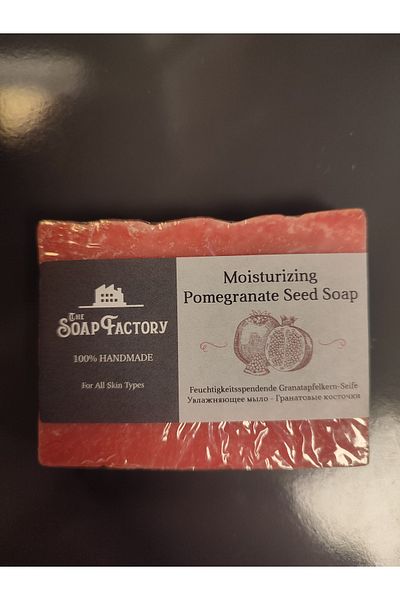 THE
SOAP FACTORY
100% HANDMADE
For All Skin Types
Moisturizing
Pomegranate Seed Soap
Feuchtigkeitsspendende Granatapfelkern-Seife
Увлажняющее мыло - Гранатовые косточки